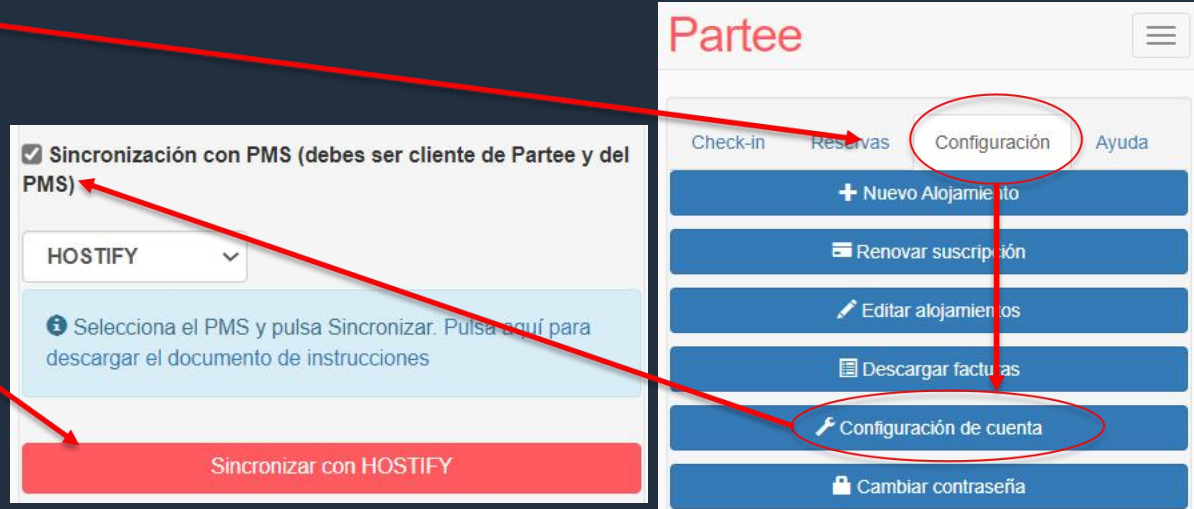 Partee
Check-in Reservas Configuración Ayuda
Nuevo Alojamiento
Renovar suscripción
Editar alojamientos
Descargar facturas
Configuración de cuenta
Cambiar contraseña
Sincronización con PMS (debes ser cliente de Partee y del
PMS)
HOSTIFY
Selecciona el PMS y pulsa Sincronizar. Pulsa aquí para
descargar el documento de instrucciones
Sincronizar con HOSTIFY